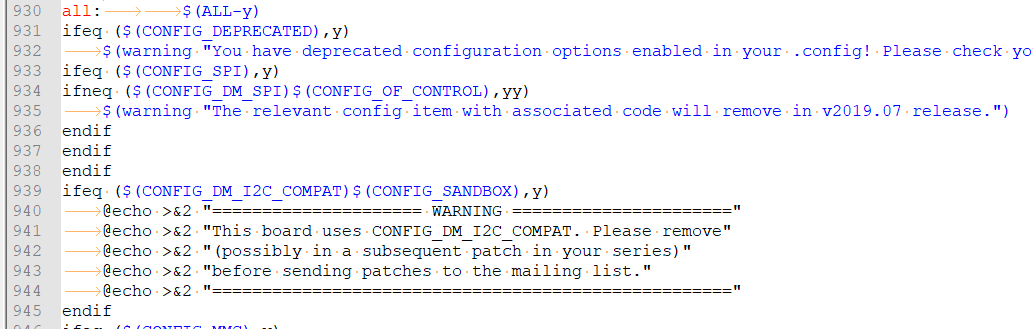 930 all: $(ALL-y)
931 ifeq ($(CONFIG_DEPRECATED),y)
932 $(warning "You have deprecated configuration options enabled in your .config! Please check yo
933 ifeq ($(CONFIG_SPI),y)
934 ifneq ($(CONFIG_DM_SPI)$(CONFIG_OF_CONTROL),yy)
935 $(warning "The relevant config item with associated code will remove in v2019.07 release.")
936 endif
937 endif
938 endif
939 ifeq ($(CONFIG_DM_I2C_COMPAT)$(CONFIG_SANDBOX),y)
940 @echo >&2 "===================== WARNING ======================"
941 @echo >&2 "This board uses CONFIG_DM_I2C_COMPAT. Please remove"
942 @echo >&2 "(possibly in a subsequent patch in your series)"
943 @echo >&2 "before sending patches to the mailing list."
944 @echo >&2 "===================================================="
945 endif
946 ifeq ($(CONFIG_MMC),y)